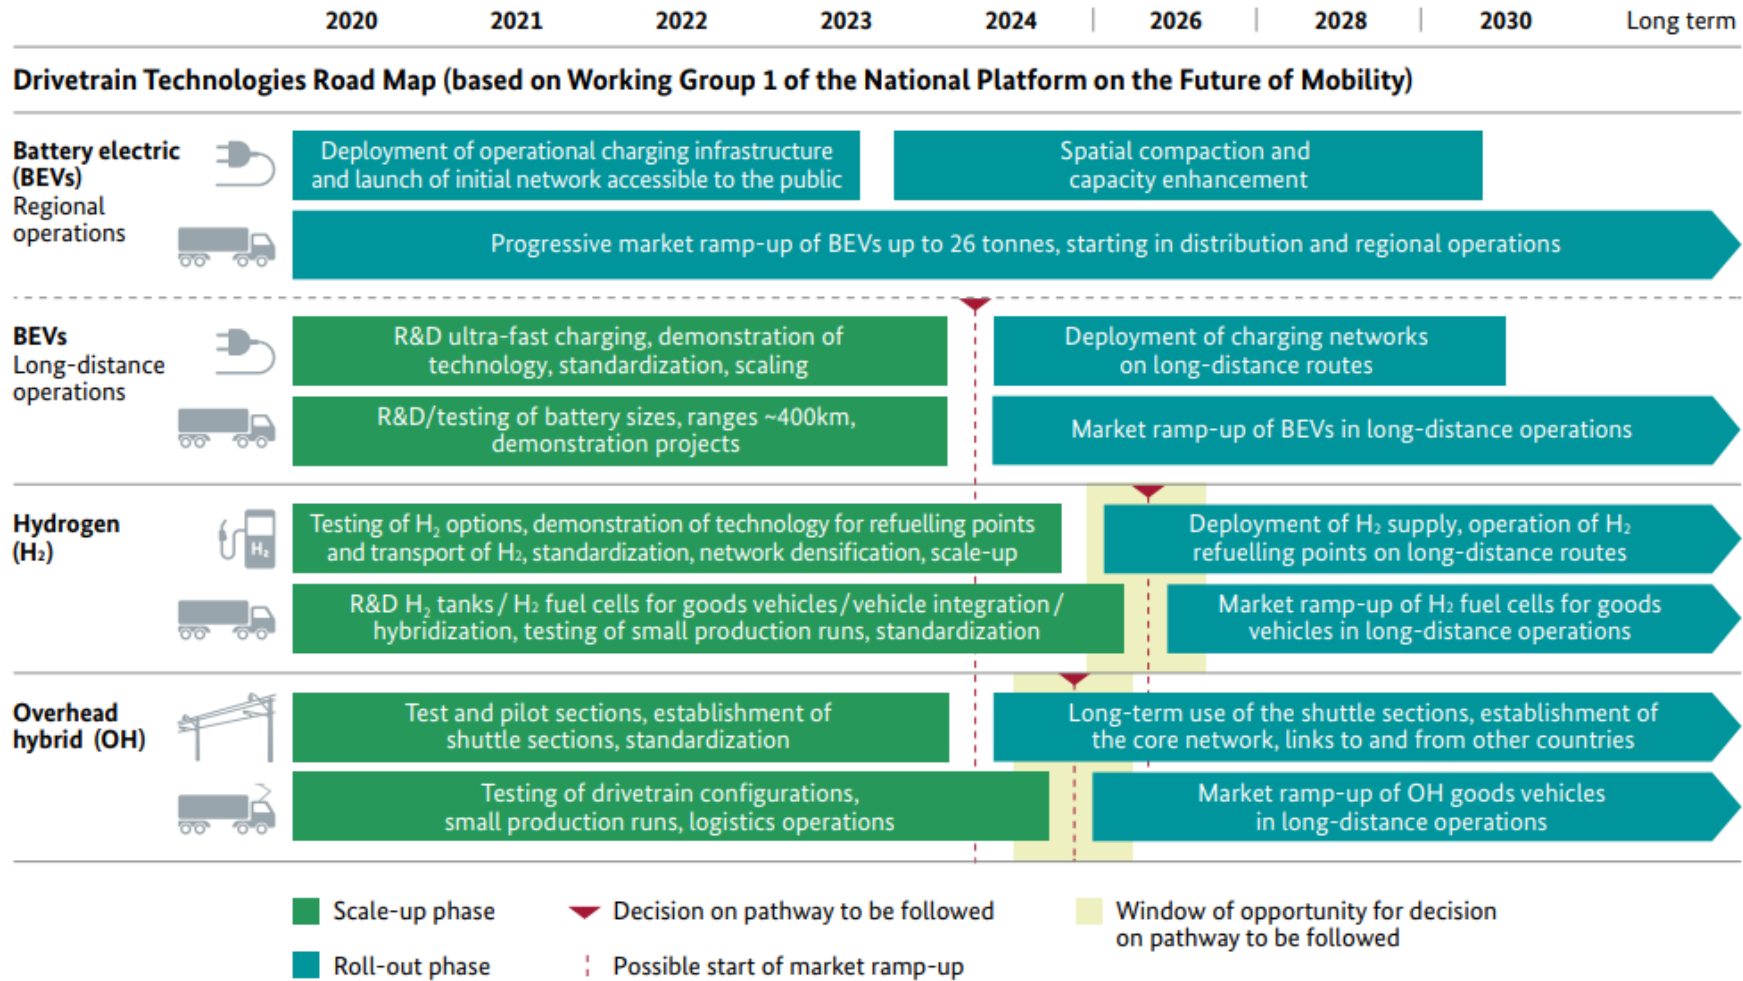 2020 2021 2022 2023 2024 | 2026 | 2028 | 2030 Long term
Drivetrain Technologies Road Map (based on Working Group 1 of the National Platform on the Future of Mobility)
Battery electric
(BEVs)
Regional
operations
Deployment of operational charging infrastructure
and launch of initial network accessible to the public
Spatial compaction and
capacity enhancement
Progressive market ramp-up of BEVs up to 26 tonnes, starting in distribution and regional operations
BEVs
Long-distance
operations
R&D ultra-fast charging, demonstration of
technology, standardization, scaling
Deployment of charging networks
on long-distance routes
R&D/testing of battery sizes, ranges ~400km,
demonstration projects
Market ramp-up of BEVs in long-distance operations
Hydrogen
(H₂)
H₂
Testing of H₂ options, demonstration of technology for refuelling points
and transport of H₂, standardization, network densification, scale-up
Deployment of H₂ supply, operation of H₂
refuelling points on long-distance routes
R&D H₂ tanks / H₂ fuel cells for goods vehicles / vehicle integration /
hybridization, testing of small production runs, standardization
Market ramp-up of H₂ fuel cells for goods
vehicles in long-distance operations
Overhead
hybrid (OH)
Test and pilot sections, establishment of
shuttle sections, standardization
Long-term use of the shuttle sections, establishment of
the core network, links to and from other countries
Testing of drivetrain configurations,
small production runs, logistics operations
Market ramp-up of OH goods vehicles
in long-distance operations
Scale-up phase
Roll-out phase
Decision on pathway to be followed
Possible start of market ramp-up
Window of opportunity for decision
on pathway to be followed